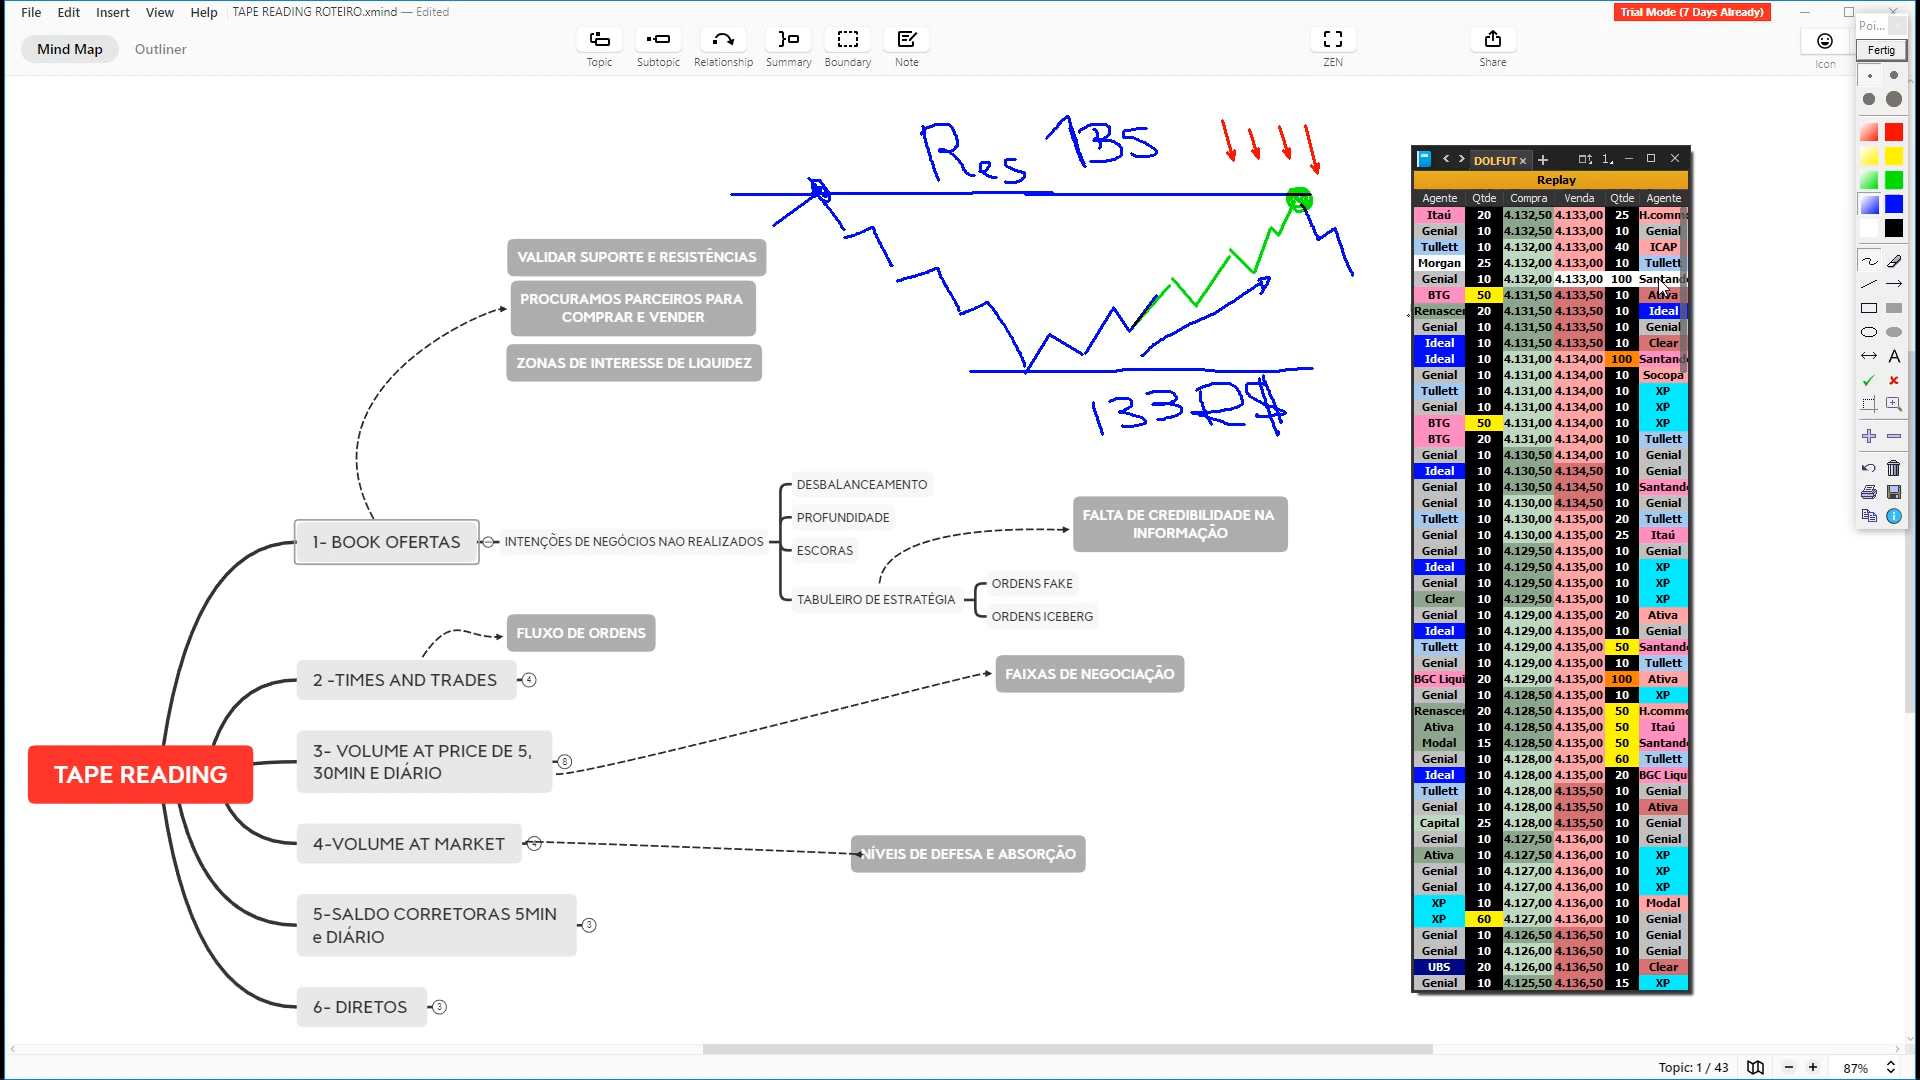 File Edit Insert View Help TAPE READING ROTEIRO.xmind — Edited
Trial Mode (7 Days Already)
Poi...
Mind Map Outliner
Topic Subtopic Relationship Summary Boundary Note ZEN Share Icon
Fertig
Res 135
133 R$
VALIDAR SUPORTE E RESISTÊNCIAS
PROCURAMOS PARCEIROS PARA
COMPRAR E VENDER
ZONAS DE INTERESSE DE LIQUIDEZ
1- BOOK OFERTAS
INTENÇÕES DE NEGÓCIOS NAO REALIZADOS
DESBALANCEAMENTO
PROFUNDIDADE
ESCORAS
TABULEIRO DE ESTRATÉGIA
FALTA DE CREDIBILIDADE NA
INFORMAÇÃO
ORDENS FAKE
ORDENS ICEBERG
FLUXO DE ORDENS
2 -TIMES AND TRADES 4
FAIXAS DE NEGOCIAÇÃO
3- VOLUME AT PRICE DE 5,
30MIN E DIÁRIO 8
TAPE READING
4-VOLUME AT MARKET
NÍVEIS DE DEFESA E ABSORÇÃO
5-SALDO CORRETORAS 5MIN
e DIÁRIO 3
6- DIRETOS 3
DOLFUT
Replay
Agente Qtde Compra Venda Qtde Agente
Itaú 20 4.132,50 4.133,00 25 H.comm
Genial 10 4.132,50 4.133,00 10 Genial
Tullett 10 4.132,00 4.133,00 40 ICAP
Morgan 25 4.132,00 4.133,00 10 Tullett
Genial 10 4.132,00 4.133,00 100 Santand
BTG 50 4.131,50 4.133,50 10 Ativa
Renascer 20 4.131,50 4.133,50 10 Ideal
Genial 10 4.131,50 4.133,50 10 Genial
Ideal 10 4.131,50 4.133,50 10 Clear
Ideal 10 4.131,00 4.134,00 100 Santand
Genial 10 4.131,00 4.134,00 10 Socopa
Tullett 10 4.131,00 4.134,00 10 XP
Genial 10 4.131,00 4.134,00 10 XP
BTG 50 4.131,00 4.134,00 10 XP
BTG 20 4.131,00 4.134,00 10 Tullett
Genial 10 4.130,50 4.134,00 10 Genial
Ideal 10 4.130,50 4.134,50 10 Genial
Genial 10 4.130,50 4.134,50 10 Santand
Genial 10 4.130,00 4.134,50 10 Genial
Tullett 10 4.130,00 4.135,00 20 Tullett
Genial 10 4.130,00 4.135,00 25 Itaú
Genial 10 4.129,50 4.135,00 10 Genial
Ideal 10 4.129,50 4.135,00 10 XP
Genial 10 4.129,50 4.135,00 10 XP
Clear 10 4.129,50 4.135,00 10 XP
Genial 10 4.129,00 4.135,00 20 Ativa
Ideal 10 4.129,00 4.135,00 10 Genial
Tullett 10 4.129,00 4.135,00 50 Santand
Genial 10 4.129,00 4.135,00 10 Tullett
BGC Liqui 20 4.129,00 4.135,00 100 Ativa
Genial 10 4.128,50 4.135,00 10 XP
Renascer 20 4.128,50 4.135,00 50 H.comm
Ativa 10 4.128,50 4.135,00 50 Itaú
Modal 15 4.128,50 4.135,00 50 Santand
Genial 10 4.128,00 4.135,00 60 Tullett
Ideal 10 4.128,00 4.135,00 20 BGC Liqu
Tullett 10 4.128,00 4.135,50 10 Genial
Genial 10 4.128,00 4.135,50 10 Ativa
Capital 25 4.128,00 4.135,50 10 Genial
Genial 10 4.127,50 4.136,00 10 Genial
Ativa 10 4.127,50 4.136,00 10 XP
Genial 10 4.127,00 4.136,00 10 XP
Genial 10 4.127,00 4.136,00 10 XP
XP 10 4.127,00 4.136,00 10 Modal
XP 60 4.127,00 4.136,00 10 Genial
Genial 10 4.126,50 4.136,50 10 Genial
Genial 10 4.126,00 4.136,50 10 Genial
UBS 20 4.126,00 4.136,50 10 Clear
Genial 10 4.125,50 4.136,50 15 XP
Topic: 1 / 43 87%